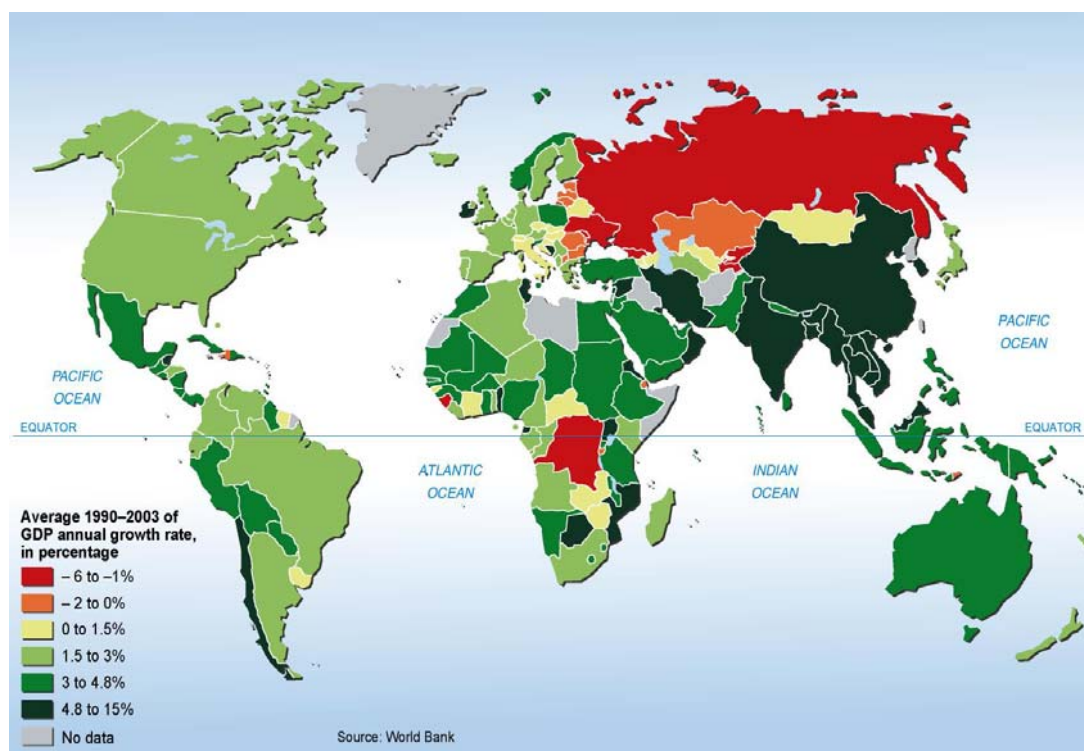 PACIFIC
OCEAN
PACIFIC
OCEAN
EQUATOR
EQUATOR
ATLANTIC
OCEAN
INDIAN
OCEAN
Average 1990–2003 of
GDP annual growth rate,
in percentage
– 6 to –1%
– 2 to 0%
0 to 1.5%
1.5 to 3%
3 to 4.8%
4.8 to 15%
No data
Source: World Bank